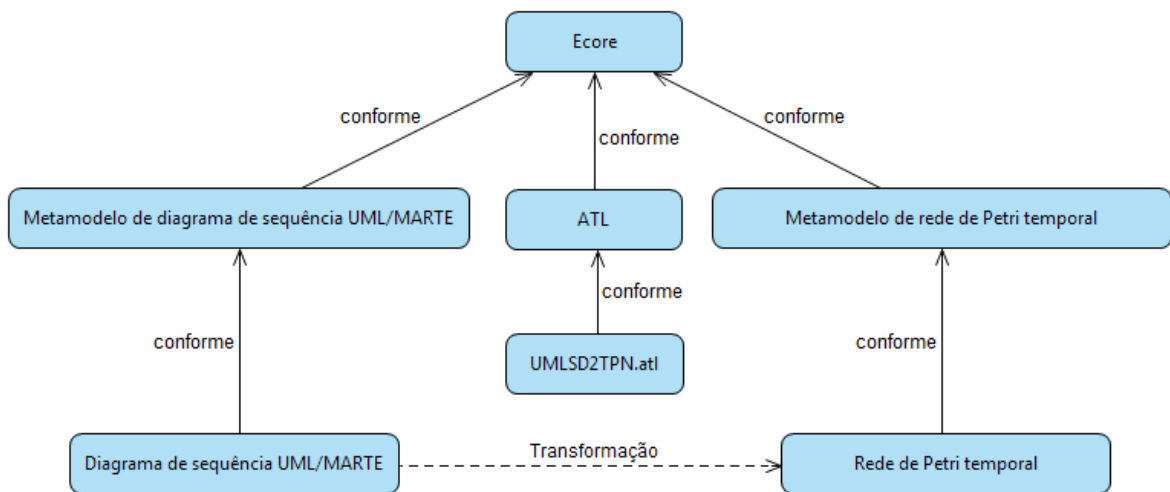 Ecore
conforme
conforme
conforme
Metamodelo de diagrama de sequência UML/MARTE
ATL
Metamodelo de rede de Petri temporal
conforme
conforme
conforme
UMLSD2TPN.atl
Diagrama de sequência UML/MARTE
Transformação
Rede de Petri temporal